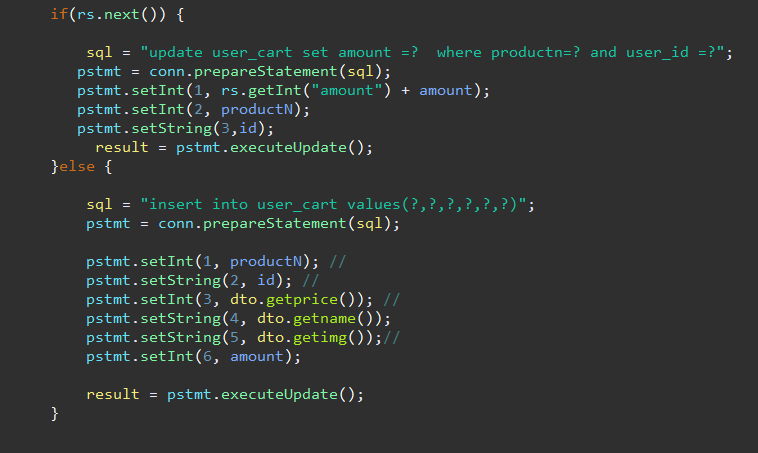 if(rs.next()) {
sql = "update user_cart set amount =?  where productn=? and user_id =?";
pstmt = conn.prepareStatement(sql);
pstmt.setInt(1, rs.getInt("amount") + amount);
pstmt.setInt(2, productN);
pstmt.setString(3,id);
result = pstmt.executeUpdate();
}else {
sql = "insert into user_cart values(?,?,?,?,?,?)";
pstmt = conn.prepareStatement(sql);
pstmt.setInt(1, productN); //
pstmt.setString(2, id); //
pstmt.setInt(3, dto.getprice()); //
pstmt.setString(4, dto.getname());
pstmt.setString(5, dto.getimg());//
pstmt.setInt(6, amount);
result = pstmt.executeUpdate();
}